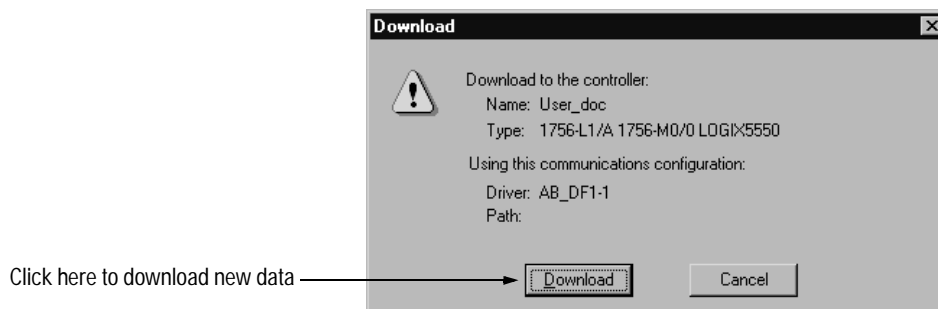 Download
Download to the controller:
Name: User_doc
Type: 1756-L1/A 1756-M0/0 LOGIX5550
Using this communications configuration:
Driver: AB_DF1-1
Path:
Click here to download new data
Download
Cancel